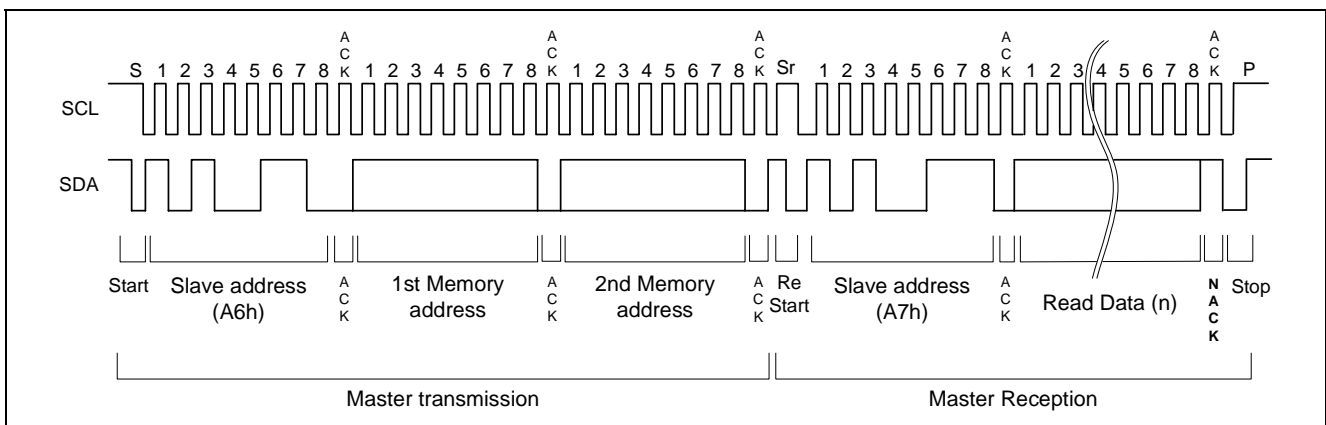 A C K A C K A C K A C K A C K
S 1 2 3 4 5 6 7 8 1 2 3 4 5 6 7 8 1 2 3 4 5 6 7 8 Sr 1 2 3 4 5 6 7 8 1 2 3 4 5 6 7 8 P
SCL
SDA
Start
Slave address
(A6h)
A C K
1st Memory
address
A C K
2nd Memory
address
A C K
Re
Start
Slave address
(A7h)
A C K
Read Data (n)
N A C K
Stop
Master transmission
Master Reception